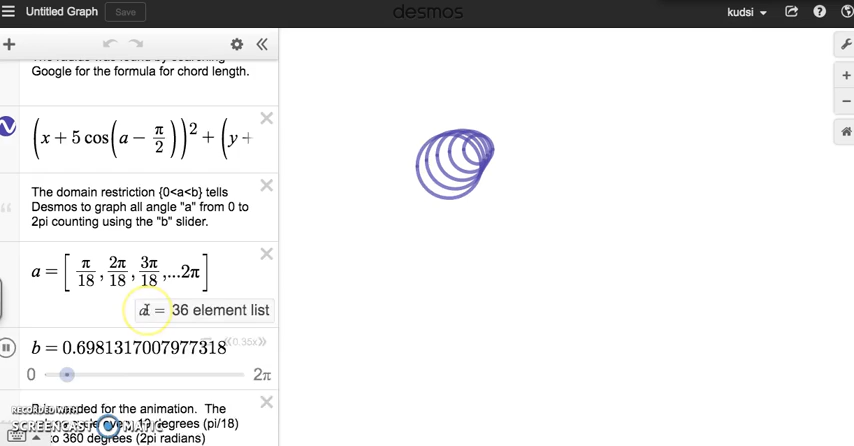 Untitled Graph Save desmos kudsi
Google for the formula for chord length.
(x + 5 cos(a − π/2))² + (y +
The domain restriction {0<a<b} tells
Desmos to graph all angle "a" from 0 to
2pi counting using the "b" slider.
a = [π/18, 2π/18, 3π/18, ,...2π]
a = 36 element list
b = 0.6981317007977318 0.35x
0 2π
RECORDED WITH
SCREENCAST MATIC
needed for the animation. The
10 degrees (pi/18)
to 360 degrees (2pi radians)